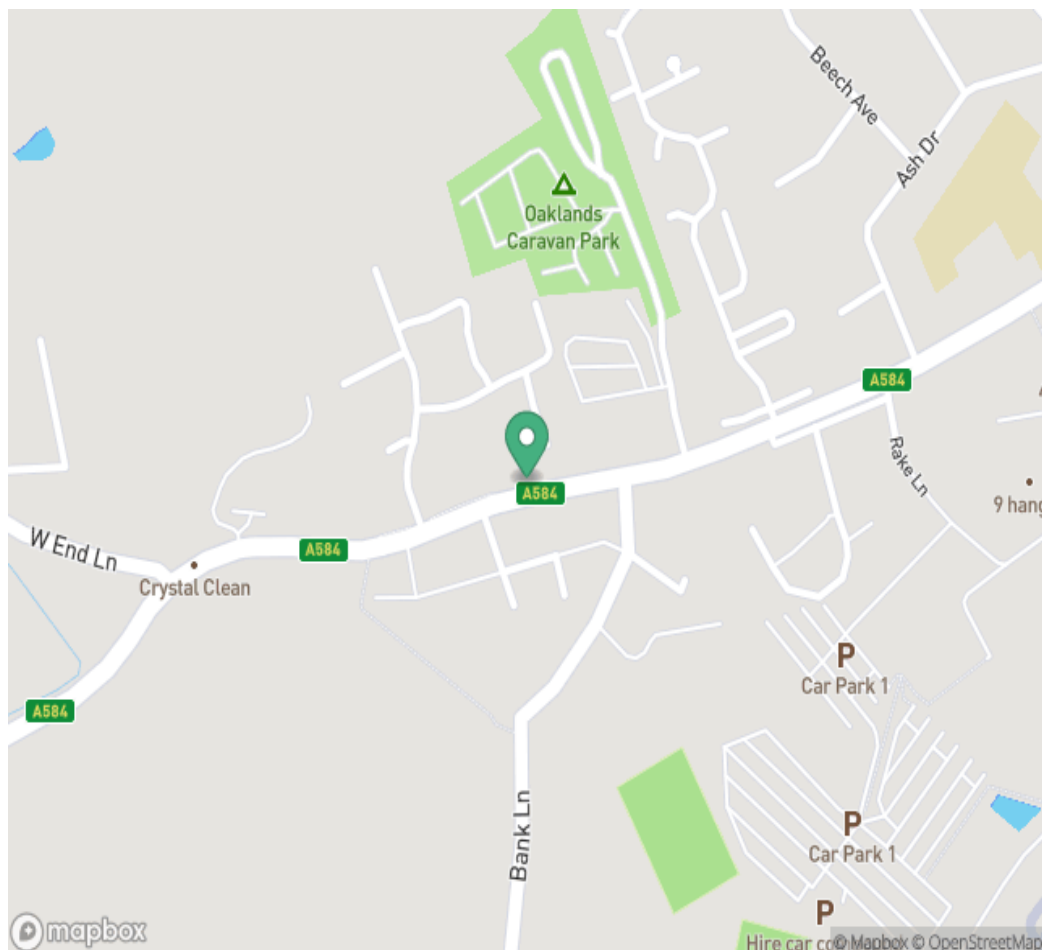 Beech Ave
Ash Dr
Oaklands
Caravan Park
A584
Rake Ln
A584
9 hang
A584
W End Ln
Crystal Clean
P
Car Park 1
A584
Bank Ln
P
Car Park 1
P
Hire car co
mapbox
© Mapbox © OpenStreetMap